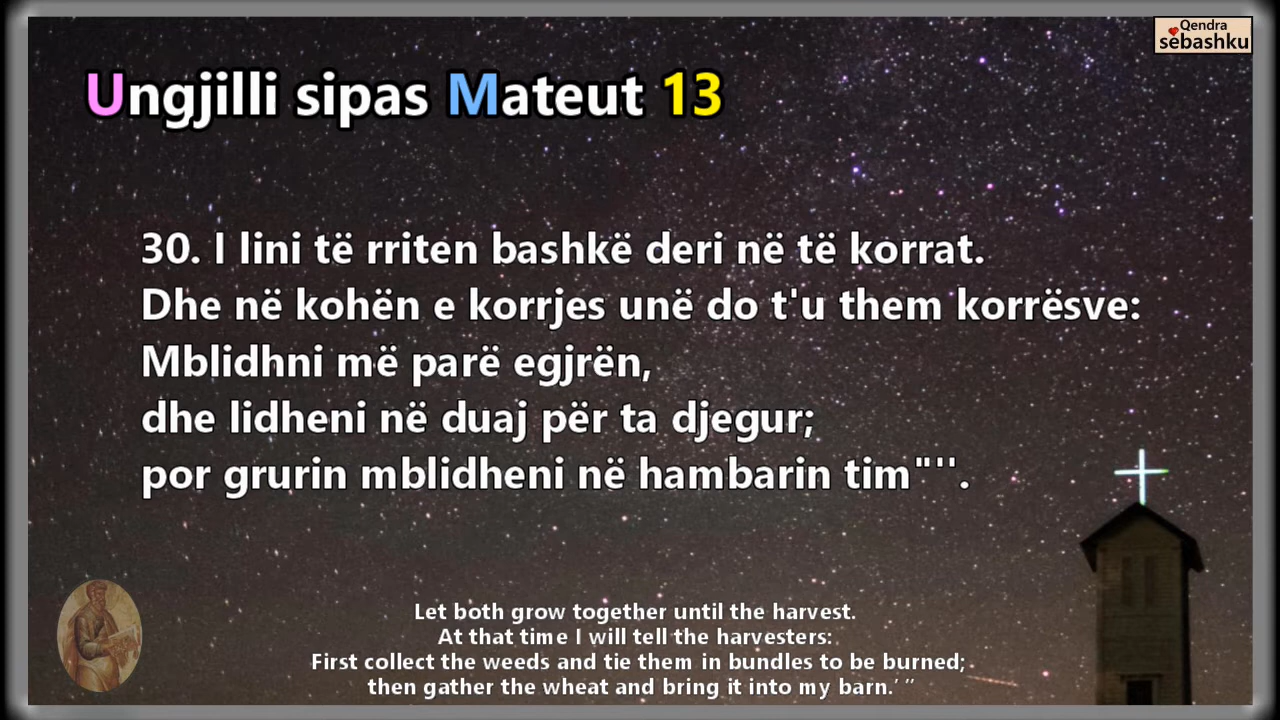 Qendra
sëbashku
Ungjilli sipas Mateut 13
30. I lini të rriten bashkë deri në të korrat.
Dhe në kohën e korrjes unë do t'u them korrësve:
Mblidhni më parë egjrën,
dhe lidheni në duaj për ta djegur;
por grurin mblidheni në hambarin tim"''.
Let both grow together until the harvest.
At that time I will tell the harvesters:
First collect the weeds and tie them in bundles to be burned;
then gather the wheat and bring it into my barn.′ ″